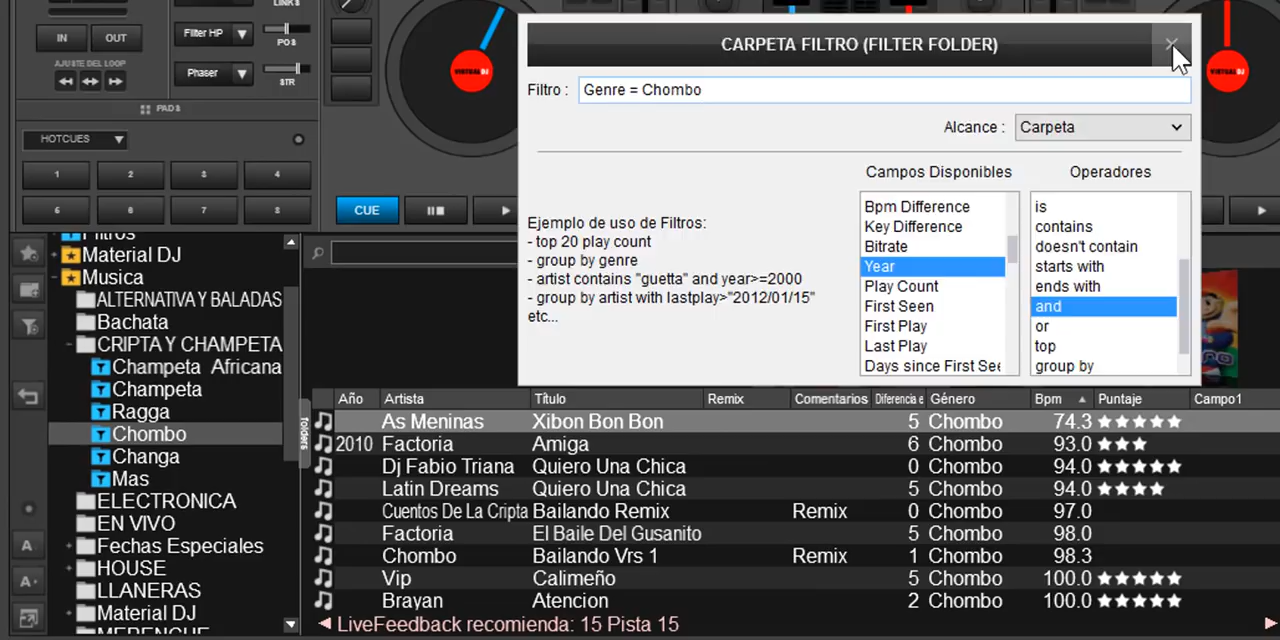 LINKS
IN OUT
Filter HP ▼
POS
AJUSTE DEL LOOP
Phaser ▼
STR
PADS
HOTCUES ▼
1 2 3 4
5 6 7 8
VIRTUAL DJ
CUE
VIRTUAL DJ
CARPETA FILTRO (FILTER FOLDER)
Filtro : Genre = Chombo
Alcance : Carpeta
Campos Disponibles Operadores
Bpm Difference
Key Difference
Bitrate
Year
Play Count
First Seen
First Play
Last Play
Days since First See
is
contains
doesn't contain
starts with
ends with
and
or
top
group by
Ejemplo de uso de Filtros:
- top 20 play count
- group by genre
- artist contains "guetta" and year>=2000
- group by artist with lastplay>"2012/01/15"
etc...
Filtros
Material DJ
Musica
ALTERNATIVA Y BALADAS
Bachata
CRIPTA Y CHAMPETA
Champeta Africana
Champeta
Ragga
Chombo
Changa
Mas
ELECTRONICA
EN VIVO
Fechas Especiales
HOUSE
LLANERAS
Material DJ
MERENGUE
folders
A
A
Año Artista Título Remix Comentarios Diferencia e Género Bpm Puntaje Campo1
As Meninas Xibon Bon Bon 5 Chombo 74.3 ★★★★★
2010 Factoria Amiga 6 Chombo 93.0 ★★★
Dj Fabio Triana Quiero Una Chica 0 Chombo 94.0 ★★★★★
Latin Dreams Quiero Una Chica 5 Chombo 94.0 ★★★★
Cuentos De La Cripta Bailando Remix Remix 0 Chombo 97.0
Factoria El Baile Del Gusanito 5 Chombo 98.0
Chombo Bailando Vrs 1 Remix 1 Chombo 98.3
Vip Calimeño 5 Chombo 100.0 ★★★★★
Brayan Atencion 2 Chombo 100.0 ★★★★★
LiveFeedback recomienda: 15 Pista 15